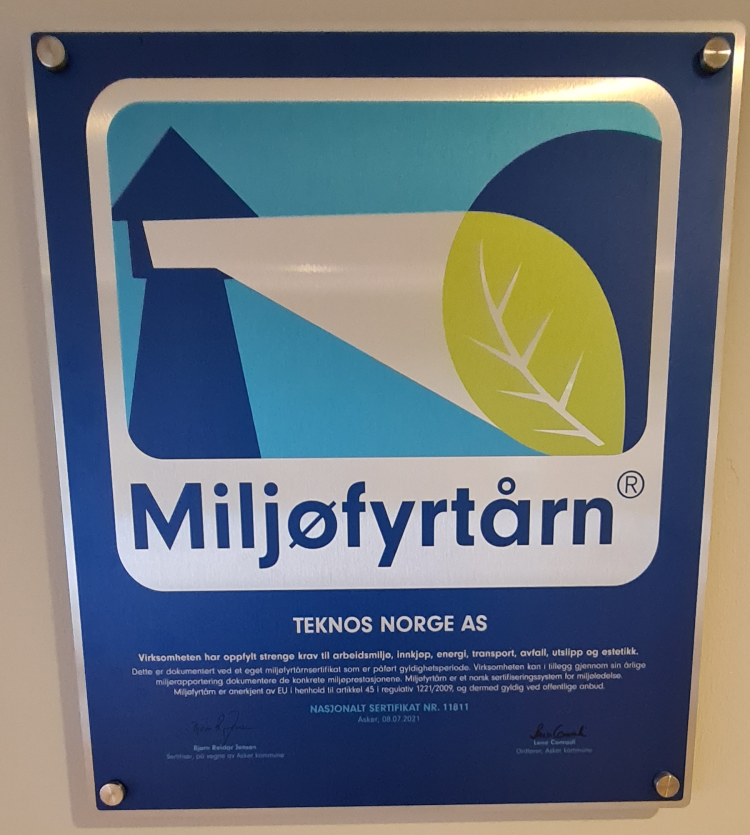 Miljøfyrtårn®
TEKNOS NORGE AS
Virksomheten har oppfylt strenge krav til arbeidsmiljø, innkjøp, energi, transport, avfall, utslipp og estetikk.
Dette er dokumentert ved et eget miljøfyrtårnsertifikat som er påført gyldighetsperiode. Virksomheten kan i tillegg gjennom sin årlige
miljørapportering dokumentere de konkrete miljøprestasjonene. Miljøfyrtårn er et norsk sertifiseringssystem for miljøledelse.
Miljøfyrtårn er anerkjent av EU i henhold til artikkel 45 i regulativ 1221/2009, og dermed gyldig ved offentlige anbud.
NASJONALT SERTIFIKAT NR. 11811
Asker, 08.07.2021
Bjørn Reidar Jensen
Sertifisør, på vegne av Asker kommune
Lene Conradi
Ordfører, Asker kommune